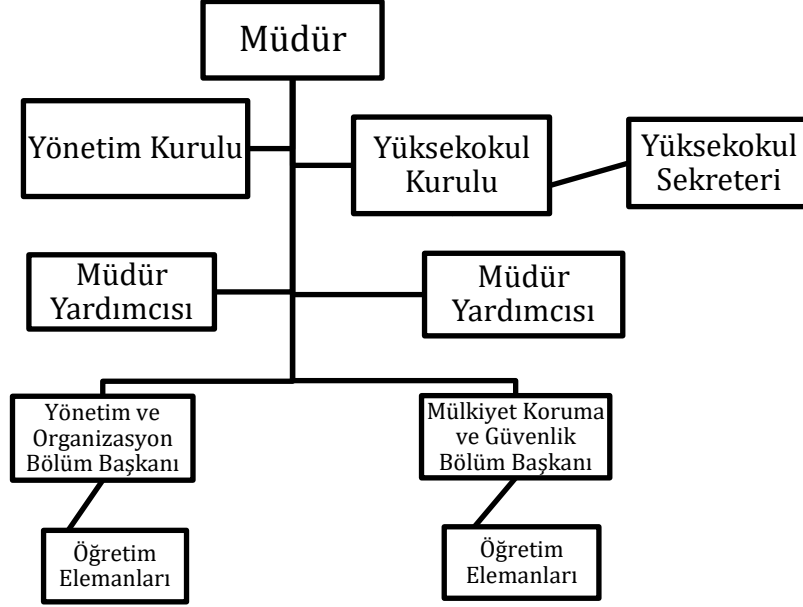 Müdür
Yönetim Kurulu
Yüksekokul
Kurulu
Yüksekokul
Sekreteri
Müdür
Yardımcısı
Müdür
Yardımcısı
Yönetim ve
Organizasyon
Bölüm Başkanı
Mülkiyet Koruma
ve Güvenlik
Bölüm Başkanı
Öğretim
Elemanları
Öğretim
Elemanları